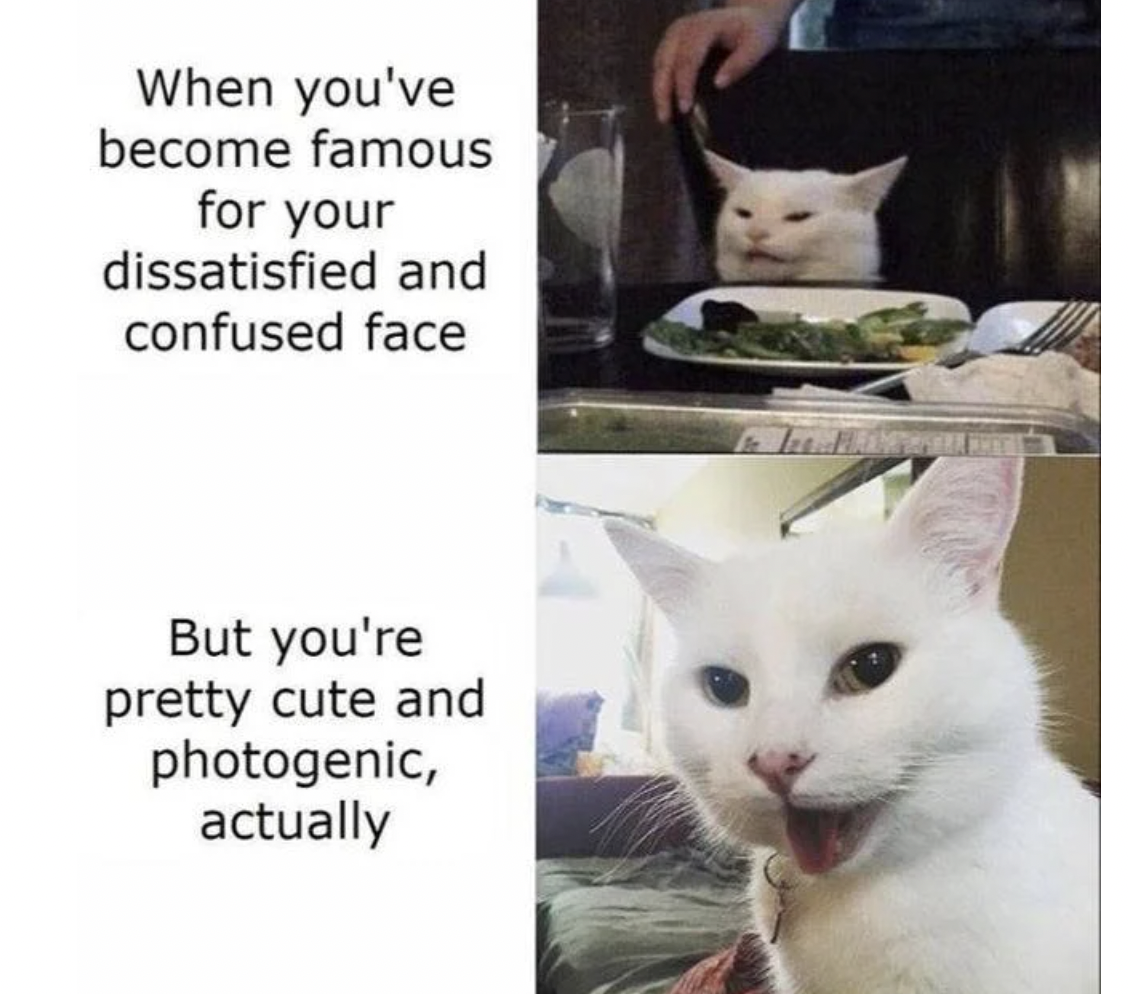 When you've
become famous
for your
dissatisfied and
confused face
But you're
pretty cute and
photogenic,
actually